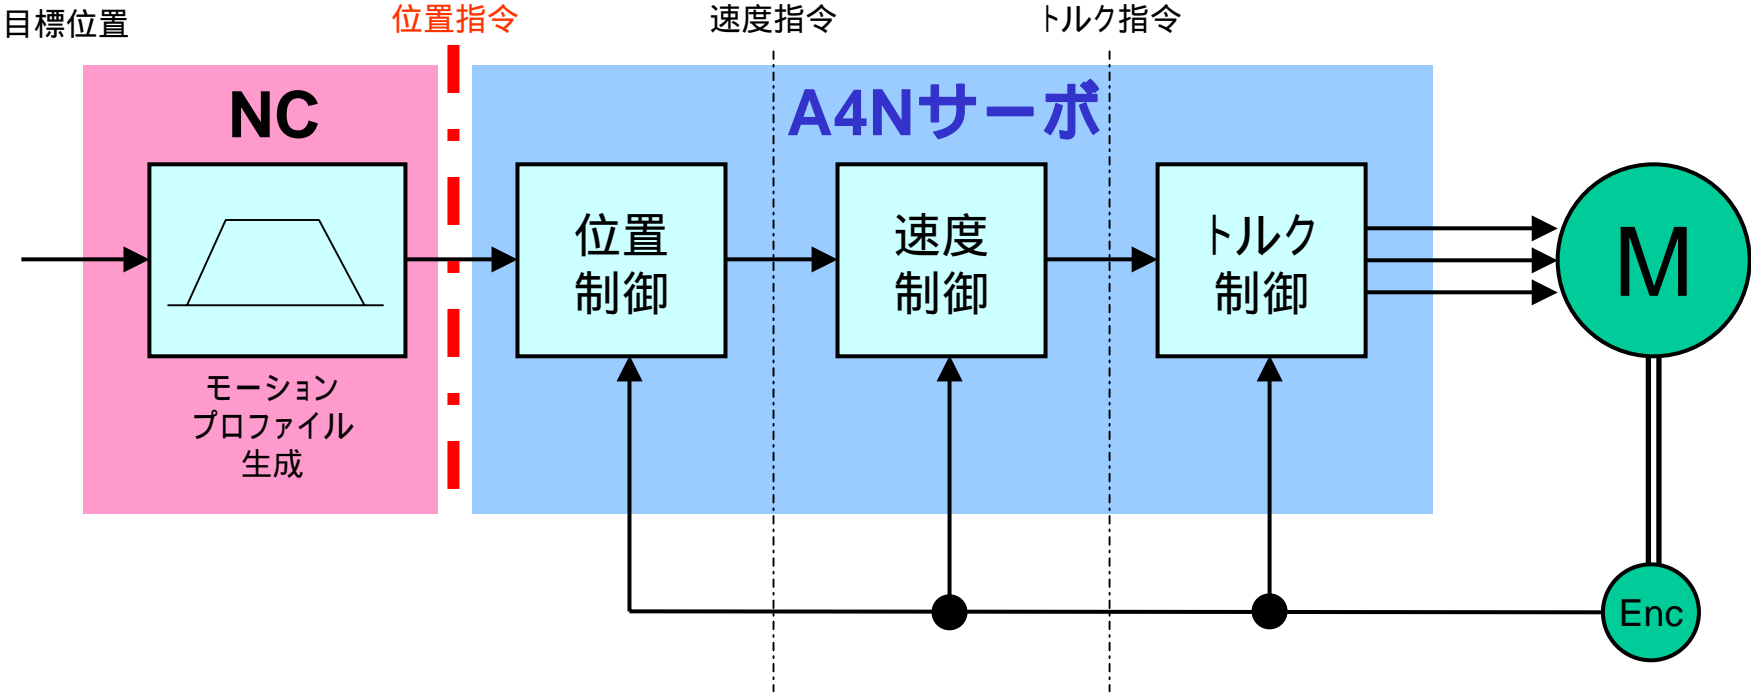 目標位置
位置指令
速度指令
トルク指令
NC
A4Nサーボ
位置
制御
速度
制御
トルク
制御
M
モーション
プロファイル
生成
Enc